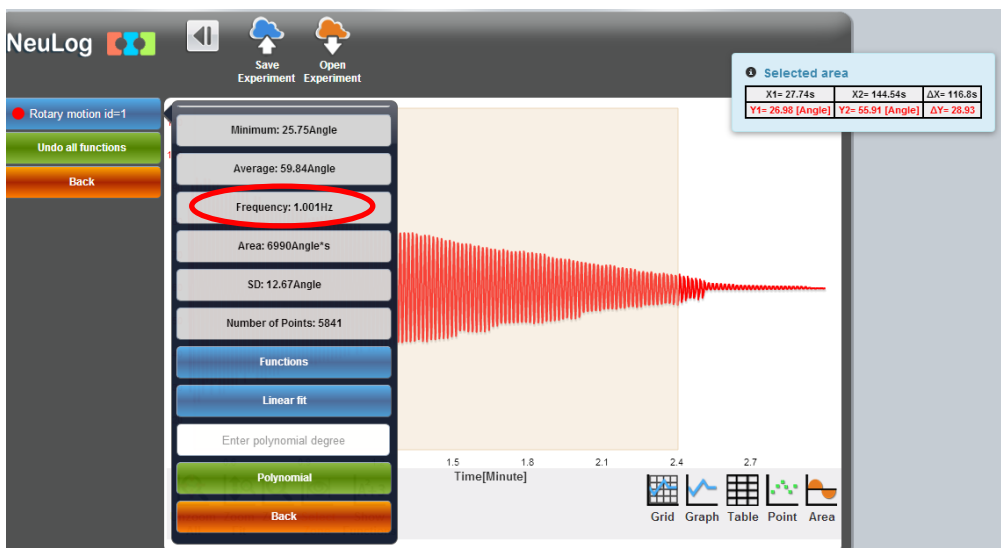 NeuLog
Save
Experiment
Open
Experiment
Selected area
X1= 27.74s X2= 144.54s ΔX= 116.8s
Y1= 26.98 [Angle] Y2= 55.91 [Angle] ΔY= 28.93
Rotary motion id=1
Undo all functions
Back
Minimum: 25.75Angle
Average: 59.84Angle
Frequency: 1.001Hz
Area: 6990Angle*s
SD: 12.67Angle
Number of Points: 5841
Functions
Linear fit
Enter polynomial degree
Polynomial
Back
1.5 1.8 2.1 2.4 2.7
Time[Minute]
Grid Graph Table Point Area